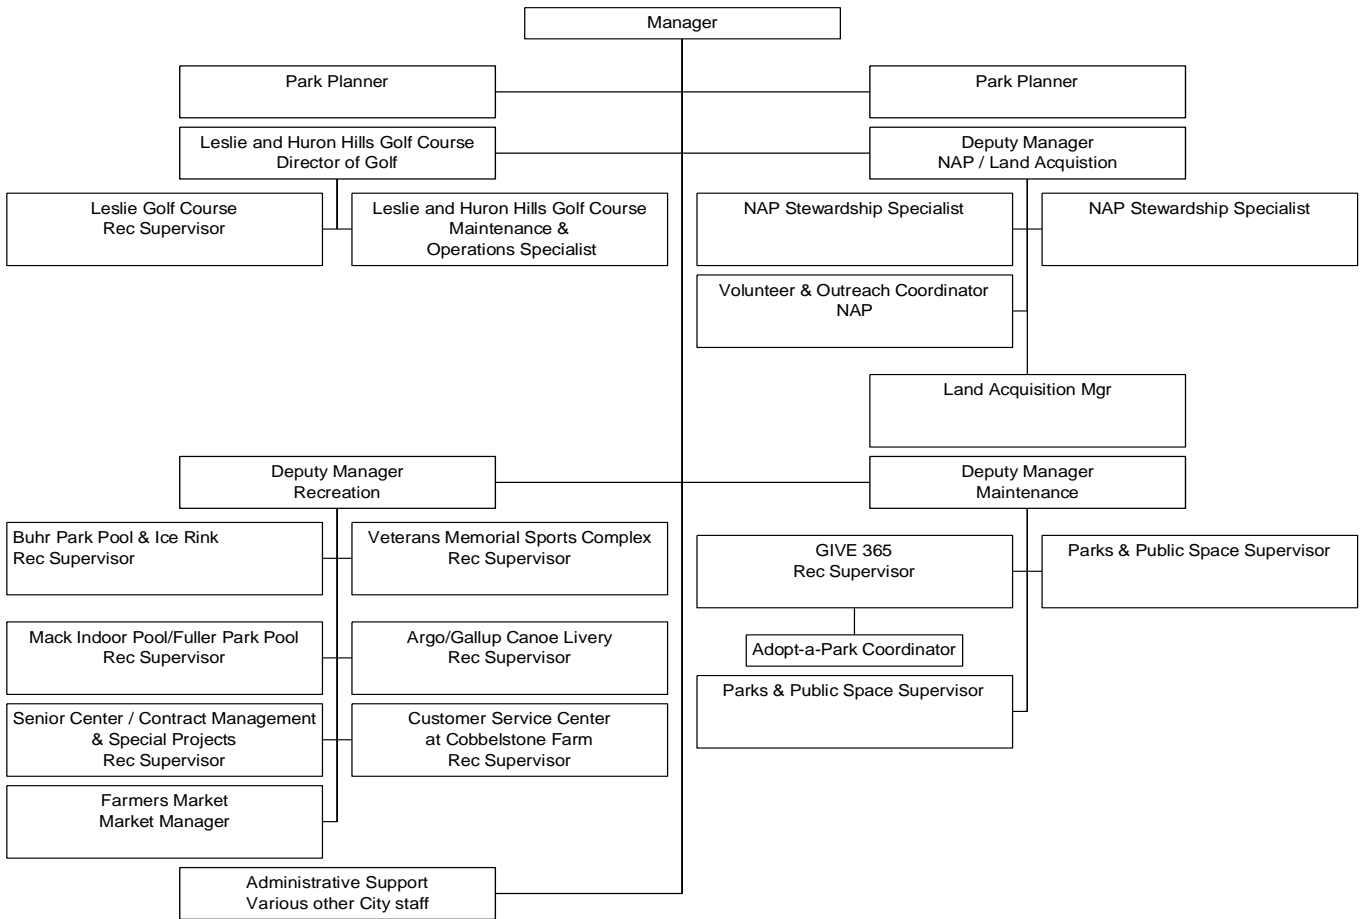 Manager
Park Planner
Park Planner
Leslie and Huron Hills Golf Course
Director of Golf
Deputy Manager
NAP / Land Acquistion
Leslie Golf Course
Rec Supervisor
Leslie and Huron Hills Golf Course
Maintenance &
Operations Specialist
NAP Stewardship Specialist
NAP Stewardship Specialist
Volunteer & Outreach Coordinator
NAP
Land Acquisition Mgr
Deputy Manager
Recreation
Deputy Manager
Maintenance
Buhr Park Pool & Ice Rink
Rec Supervisor
Veterans Memorial Sports Complex
Rec Supervisor
GIVE 365
Rec Supervisor
Parks & Public Space Supervisor
Mack Indoor Pool/Fuller Park Pool
Rec Supervisor
Argo/Gallup Canoe Livery
Rec Supervisor
Adopt-a-Park Coordinator
Parks & Public Space Supervisor
Senior Center / Contract Management
& Special Projects
Rec Supervisor
Customer Service Center
at Cobbelstone Farm
Rec Supervisor
Farmers Market
Market Manager
Administrative Support
Various other City staff